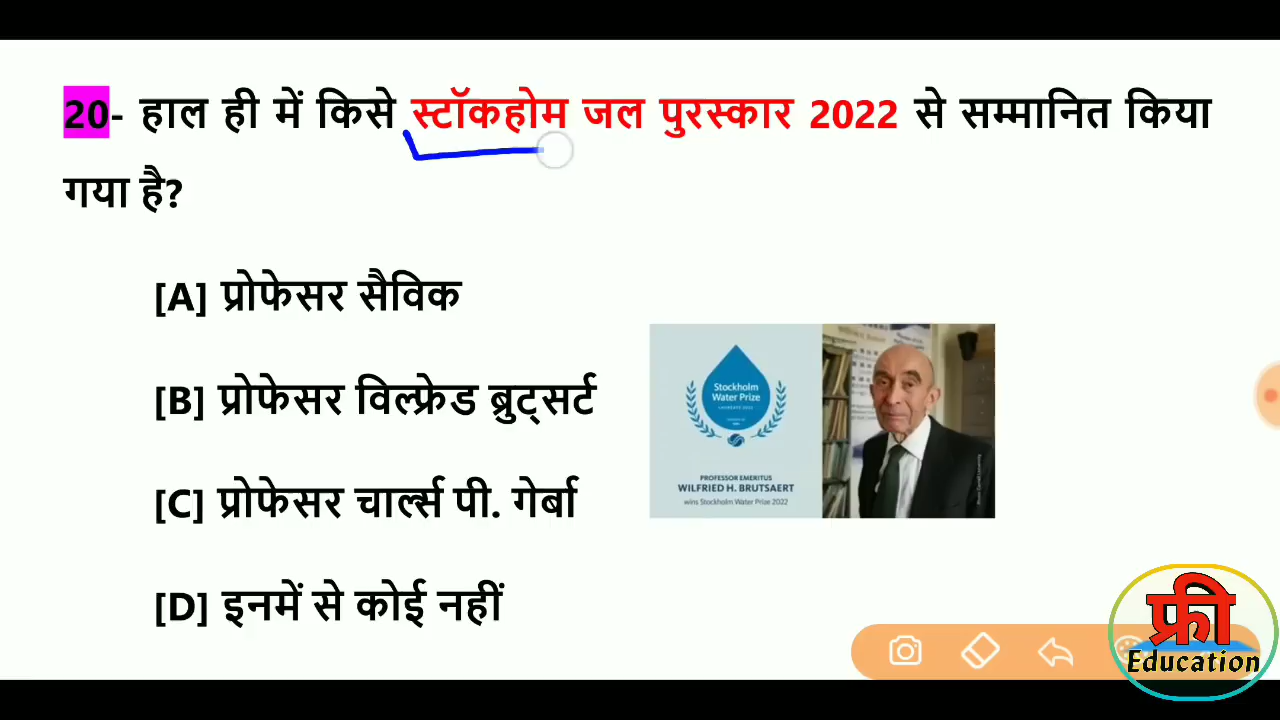 20- हाल ही में किसे स्टॉकहोम जल पुरस्कार 2022 से सम्मानित किया
गया है?
[A] प्रोफेसर सैविक
[B] प्रोफेसर विल्फ्रेड ब्रुट्सर्ट
[C] प्रोफेसर चार्ल्स पी. गेर्बा
[D] इनमें से कोई नहीं
Stockholm
Water Prize
PROFESSOR EMERITUS
WILFRIED H. BRUTSAERT
wins Stockholm Water Prize 2022
फ्री
Education